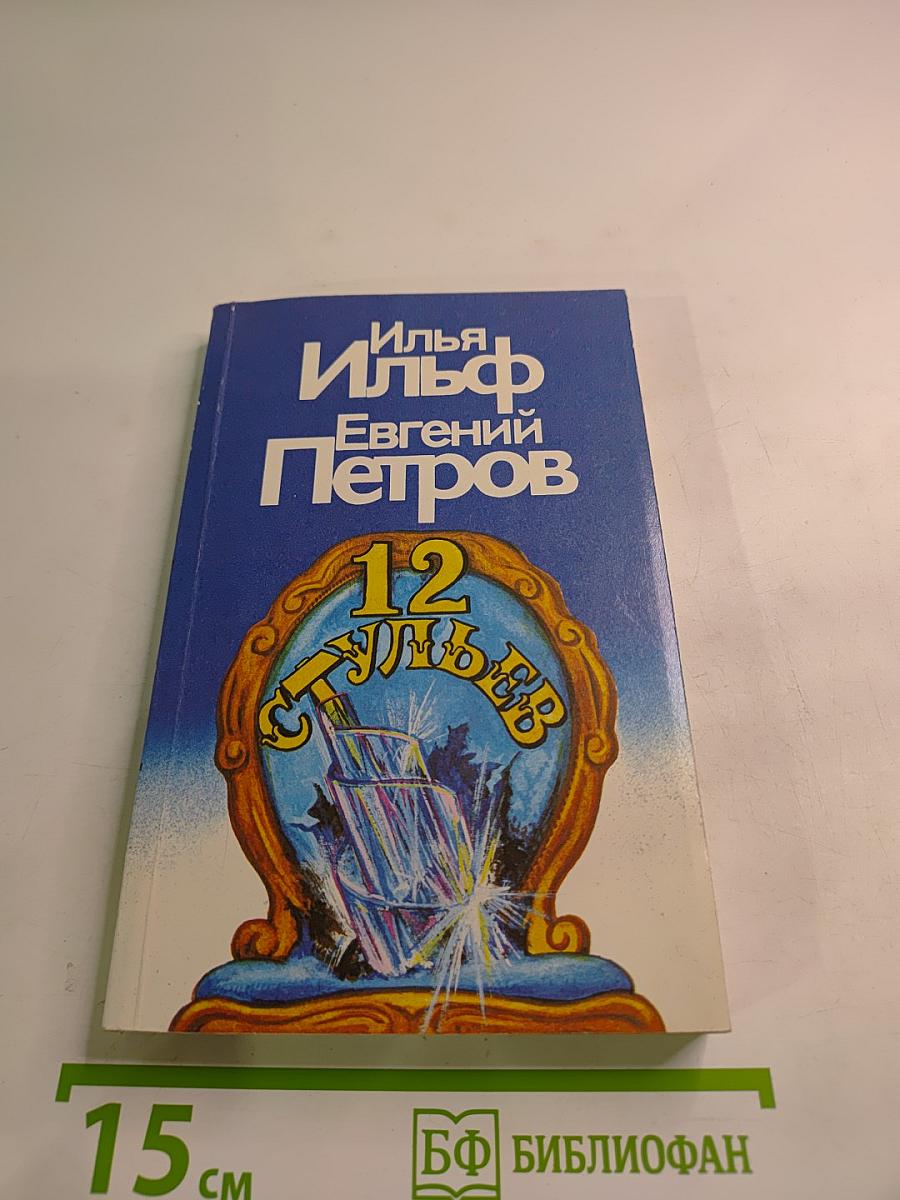 Илья
Ильф
Евгений
Петров
12
СТУЛЬЕВ
15 см
БФ БИБЛИОФАН